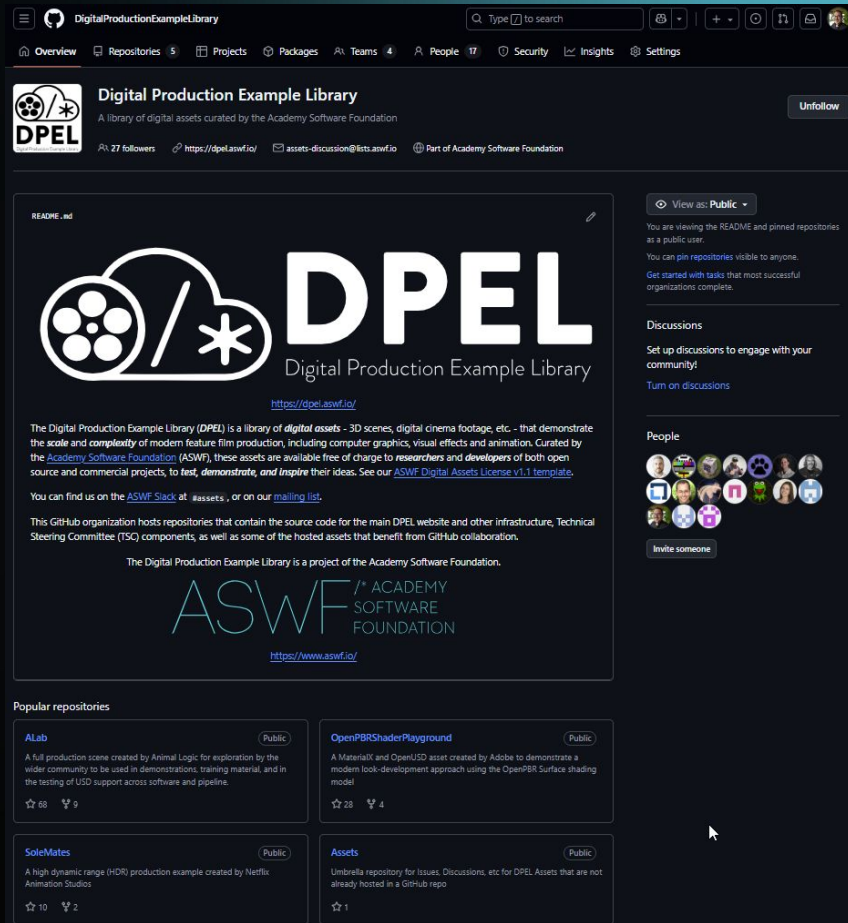 DigitalProductionExampleLibrary
Type / to search
Overview Repositories 5 Projects Packages Teams 4 People 17 Security Insights Settings
DPEL
Digital Production Example Library
A library of digital assets curated by the Academy Software Foundation
27 followers https://dpel.aswf.io/ assets-discussion@lists.aswf.io Part of Academy Software Foundation
Unfollow
README.md
DPEL
Digital Production Example Library
https://dpel.aswf.io/
The Digital Production Example Library (DPEL) is a library of digital assets - 3D scenes, digital cinema footage, etc. - that demonstrate
the scale and complexity of modern feature film production, including computer graphics, visual effects and animation. Curated by
the Academy Software Foundation (ASWF), these assets are available free of charge to researchers and developers of both open
source and commercial projects, to test, demonstrate, and inspire their ideas. See our ASWF Digital Assets License v1.1 template.
You can find us on the ASWF Slack at #assets, or on our mailing list.
This GitHub organization hosts repositories that contain the source code for the main DPEL website and other infrastructure, Technical
Steering Committee (TSC) components, as well as some of the hosted assets that benefit from GitHub collaboration.
The Digital Production Example Library is a project of the Academy Software Foundation.
ASWF /* ACADEMY
SOFTWARE
FOUNDATION
https://www.aswf.io/
View as: Public
You are viewing the README and pinned repositories
as a public user.
You can pin repositories visible to anyone.
Get started with tasks that most successful
organizations complete.
Discussions
Set up discussions to engage with your
community!
Turn on discussions
People
Invite someone
Popular repositories
ALab Public
A full production scene created by Animal Logic for exploration by the
wider community to be used in demonstrations, training material, and in
the testing of USD support across software and pipeline.
68 9
OpenPBRShaderPlayground Public
A MaterialX and OpenUSD asset created by Adobe to demonstrate a
modern look-development approach using the OpenPBR Surface shading
model
28 4
SoleMates Public
A high dynamic range (HDR) production example created by Netflix
Animation Studios
10 2
Assets Public
Umbrella repository for Issues, Discussions, etc for DPEL Assets that are not
already hosted in a GitHub repo
1